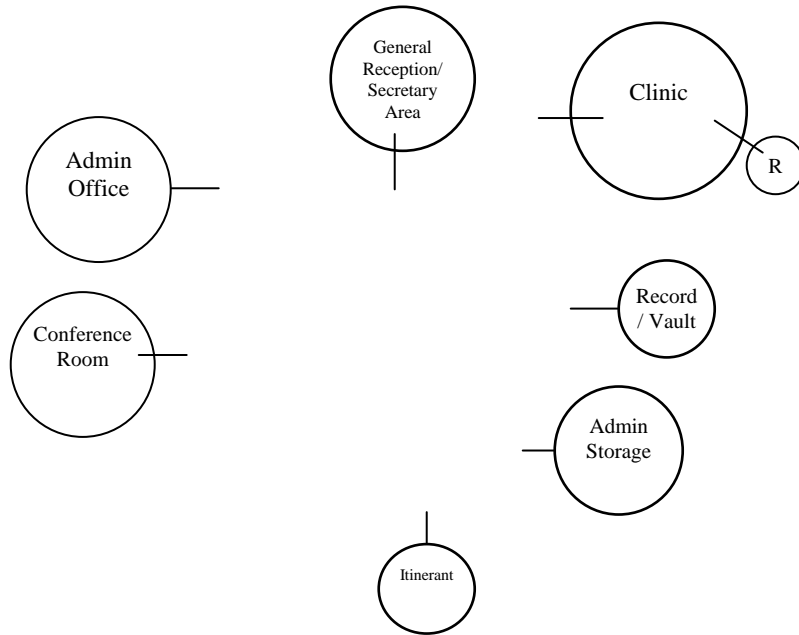 General
Reception/
Secretary
Area
Clinic
R
Admin
Office
Record
/ Vault
Conference
Room
Admin
Storage
Itinerant